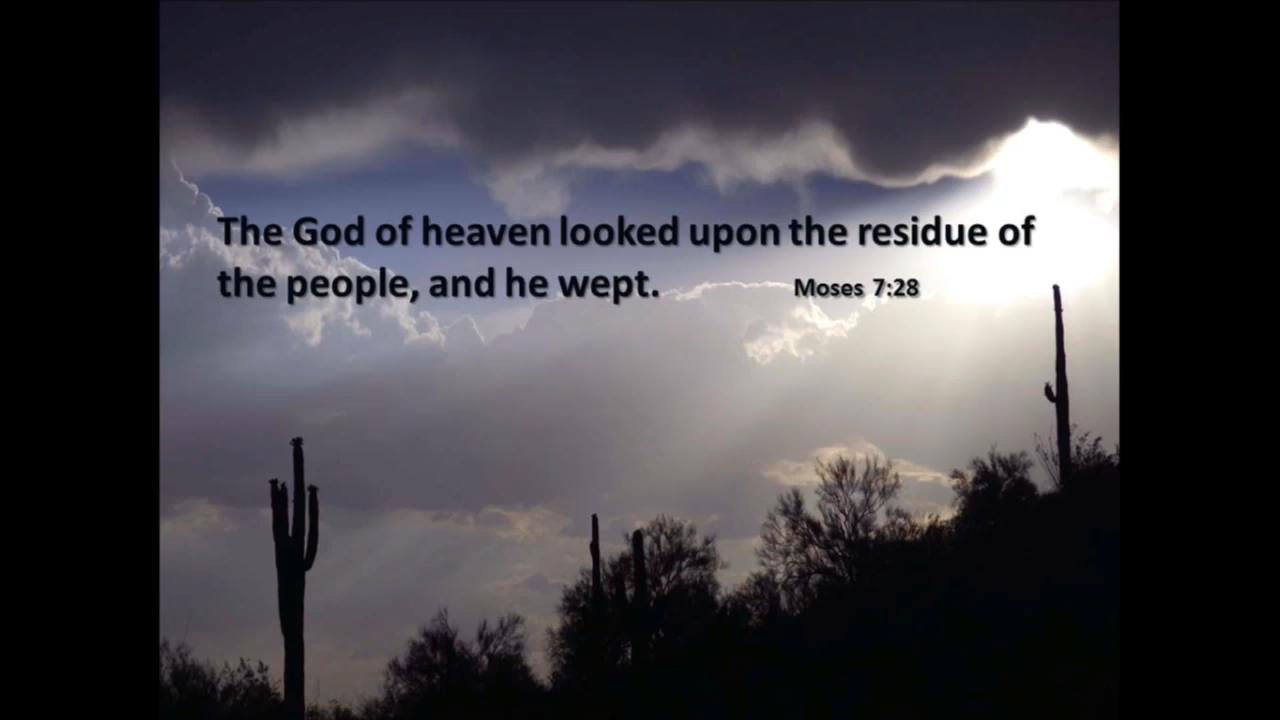 The God of heaven looked upon the residue of
the people, and he wept. Moses 7:28